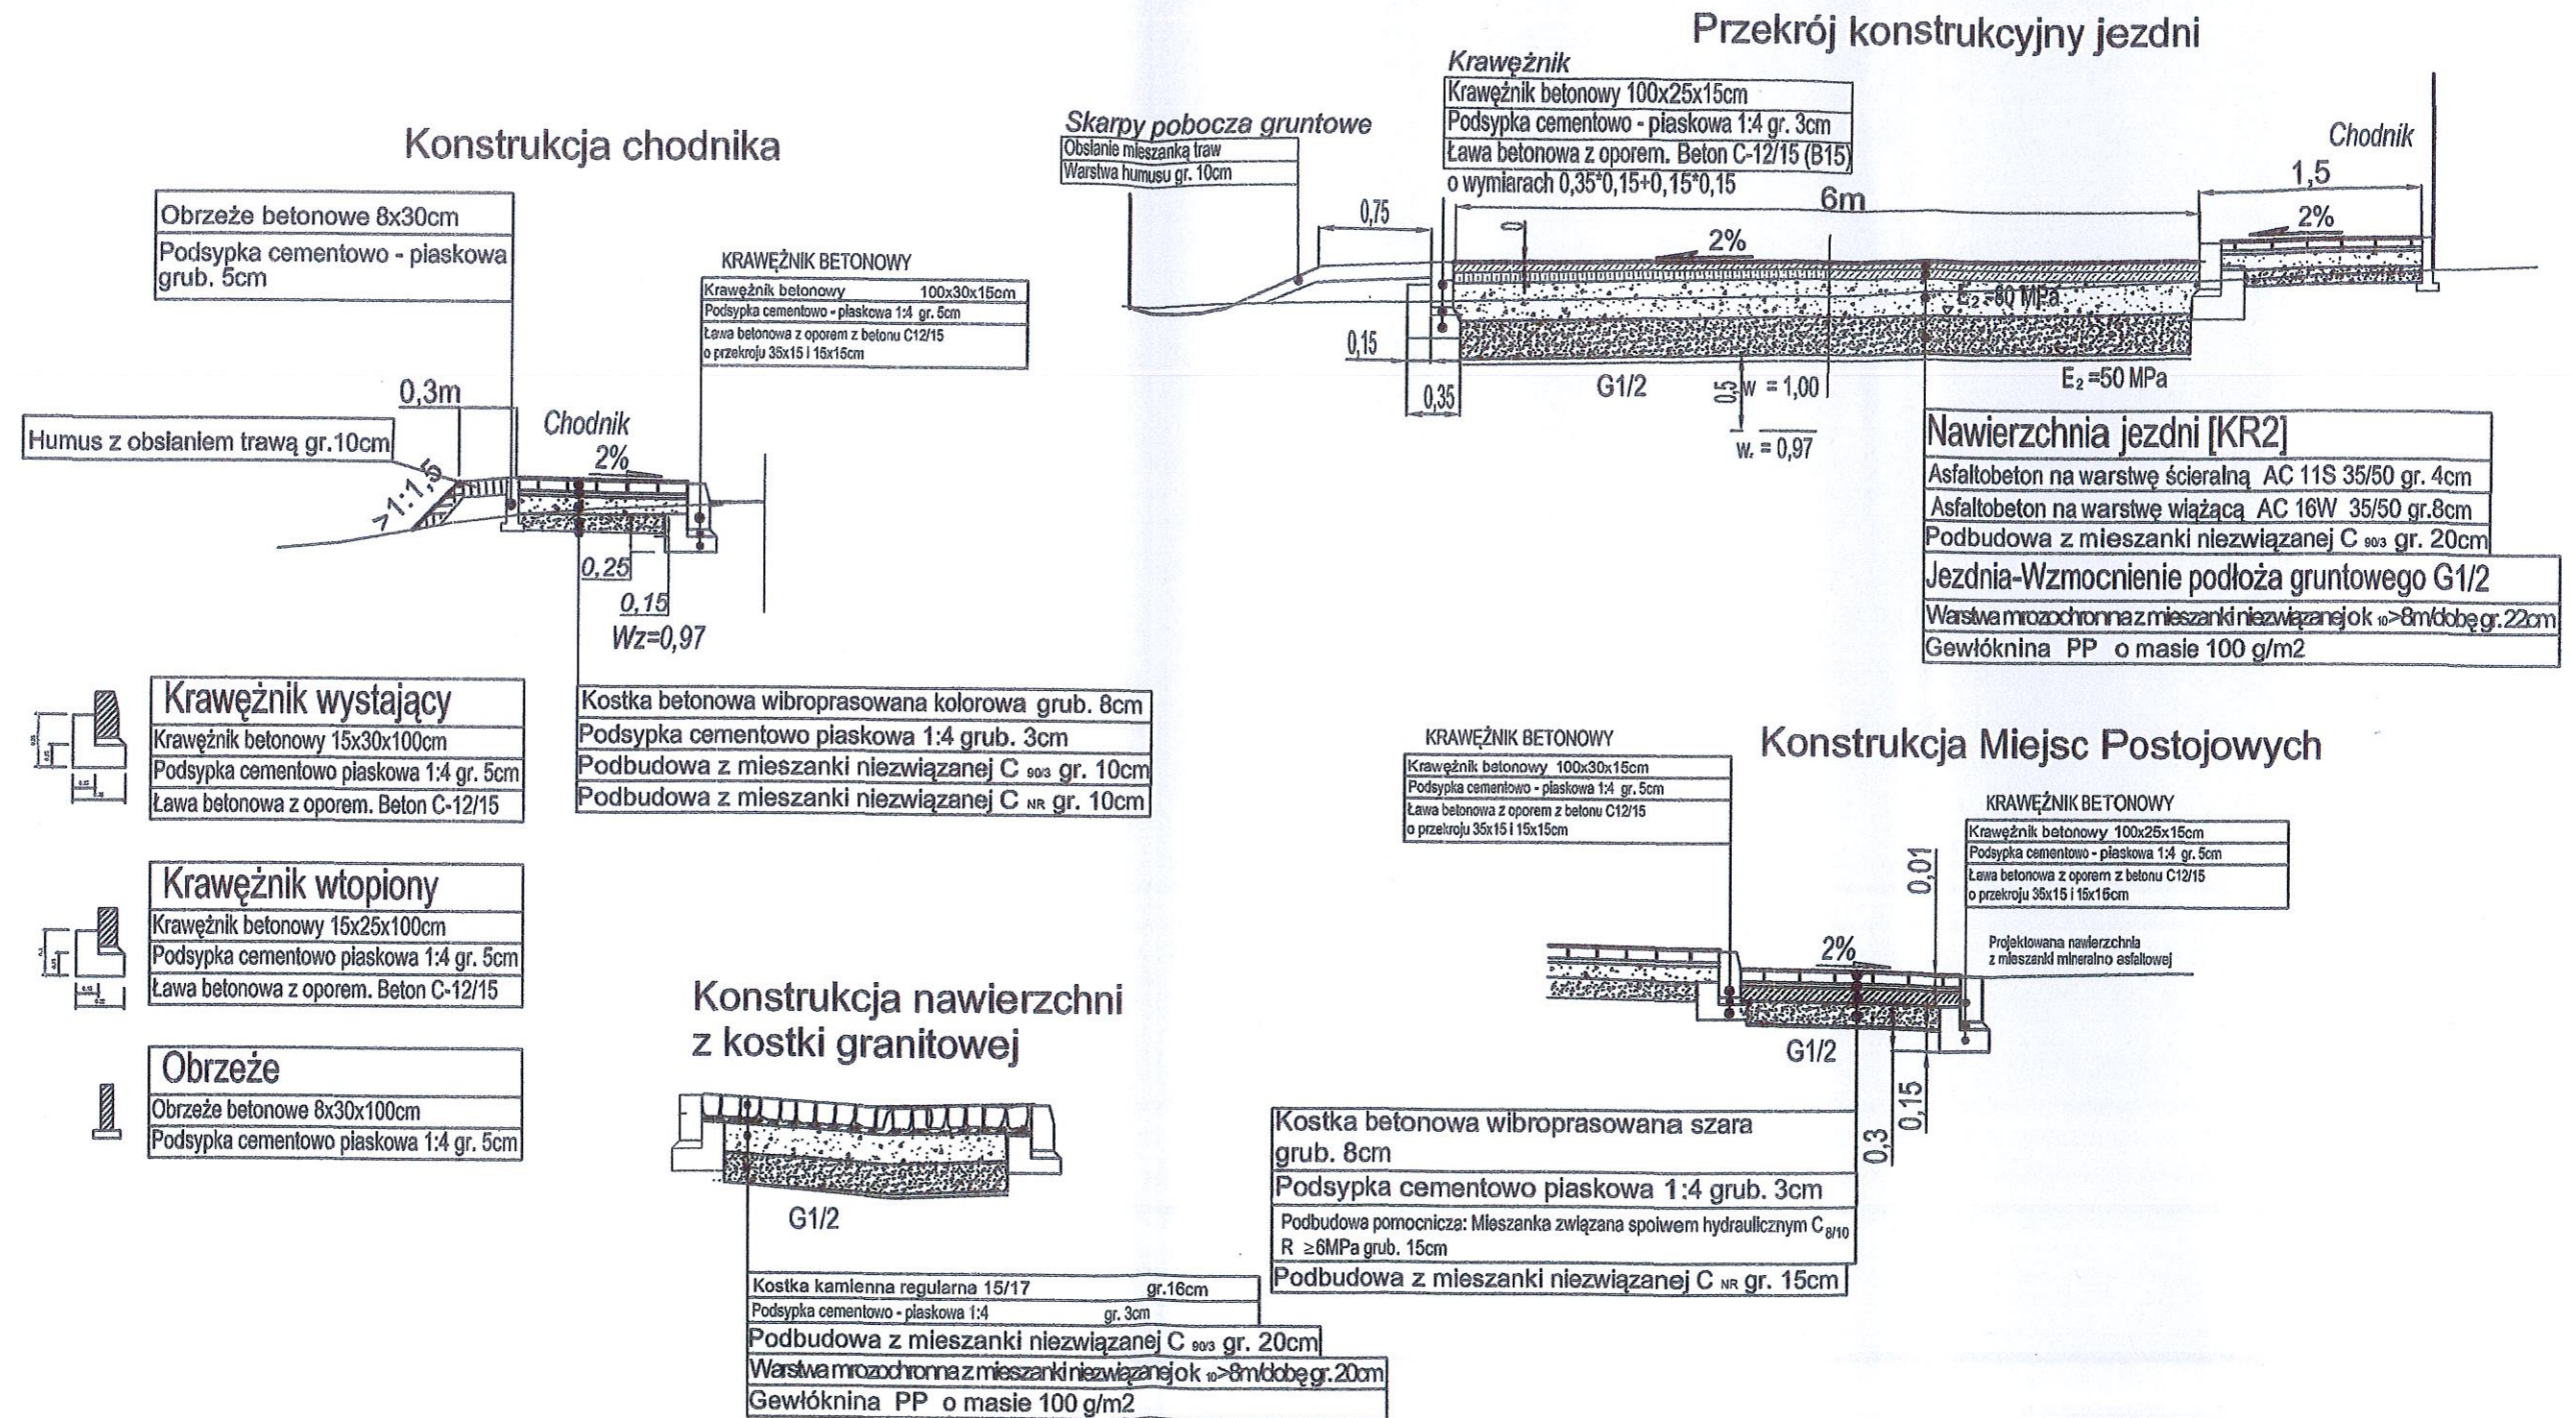 Konstrukcja chodnika
Obrzeże betonowe 8x30cm
Podsypka cementowo - piaskowa
grub. 5cm
KRAWĘŻNIK BETONOWY
Krawężnik betonowy 100x30x15cm
Podsypka cementowo - piaskowa 1:4 gr. 5cm
Ława betonowa z oporem z betonu C12/15
o przekroju 35x15 i 15x15cm
0,3m
Humus z obsianiem trawą gr.10cm
>1:1,5
Chodnik
2%
0,25
0,15
Wz=0,97
Kostka betonowa wibroprasowana kolorowa grub. 8cm
Podsypka cementowo piaskowa 1:4 grub. 3cm
Podbudowa z mieszanki niezwiązanej C 90/3 gr. 10cm
Podbudowa z mieszanki niezwiązanej C NR gr. 10cm
Krawężnik wystający
Krawężnik betonowy 15x30x100cm
Podsypka cementowo piaskowa 1:4 gr. 5cm
Ława betonowa z oporem. Beton C-12/15
Krawężnik wtopiony
Krawężnik betonowy 15x25x100cm
Podsypka cementowo piaskowa 1:4 gr. 5cm
Ława betonowa z oporem. Beton C-12/15
Obrzeże
Obrzeże betonowe 8x30x100cm
Podsypka cementowo piaskowa 1:4 gr. 5cm
Przekrój konstrukcyjny jezdni
Krawężnik
Krawężnik betonowy 100x25x15cm
Podsypka cementowo - piaskowa 1:4 gr. 3cm
Ława betonowa z oporem. Beton C-12/15 (B15)
o wymiarach 0,35*0,15+0,15*0,15
Skarpy pobocza gruntowe
Obsianie mieszanką traw
Warstwa humusu gr. 10cm
Chodnik
1,5
6m
0,75
0
2%
2%
E2 =80 MPa
0,15
0,35
G1/2
0,5
w = 1,00
w. = 0,97
E2 =50 MPa
Nawierzchnia jezdni [KR2]
Asfaltobeton na warstwę ścieralną AC 11S 35/50 gr. 4cm
Asfaltobeton na warstwę wiążącą AC 16W 35/50 gr.8cm
Podbudowa z mieszanki niezwiązanej C 90/3 gr. 20cm
Jezdnia-Wzmocnienie podłoża gruntowego G1/2
Warstwa mrozochronna z mieszanki niezwiązanej o k 10>8m/dobę gr. 22cm
Gewłóknina PP o masie 100 g/m2
Konstrukcja Miejsc Postojowych
KRAWĘŻNIK BETONOWY
Krawężnik betonowy 100x30x15cm
Podsypka cementowo - piaskowa 1:4 gr. 5cm
Ława betonowa z oporem z betonu C12/15
o przekroju 35x15 i 15x15cm
KRAWĘŻNIK BETONOWY
Krawężnik betonowy 100x25x15cm
Podsypka cementowo - piaskowa 1:4 gr. 5cm
Ława betonowa z oporem z betonu C12/15
o przekroju 35x15 i 15x15cm
0,01
Projektowana nawierzchnia
z mieszanki mineralno asfaltowej
2%
G1/2
0,3
0,15
Kostka betonowa wibroprasowana szara
grub. 8cm
Podsypka cementowo piaskowa 1:4 grub. 3cm
Podbudowa pomocnicza: Mieszanka związana spoiwem hydraulicznym C8/10
R ≥6MPa grub. 15cm
Podbudowa z mieszanki niezwiązanej C NR gr. 15cm
Konstrukcja nawierzchni
z kostki granitowej
G1/2
Kostka kamienna regularna 15/17 gr.16cm
Podsypka cementowo - piaskowa 1:4 gr. 3cm
Podbudowa z mieszanki niezwiązanej C 90/3 gr. 20cm
Warstwa mrozochronna z mieszanki niezwiązanej o k 10>8m/dobę gr. 20cm
Gewłóknina PP o masie 100 g/m2